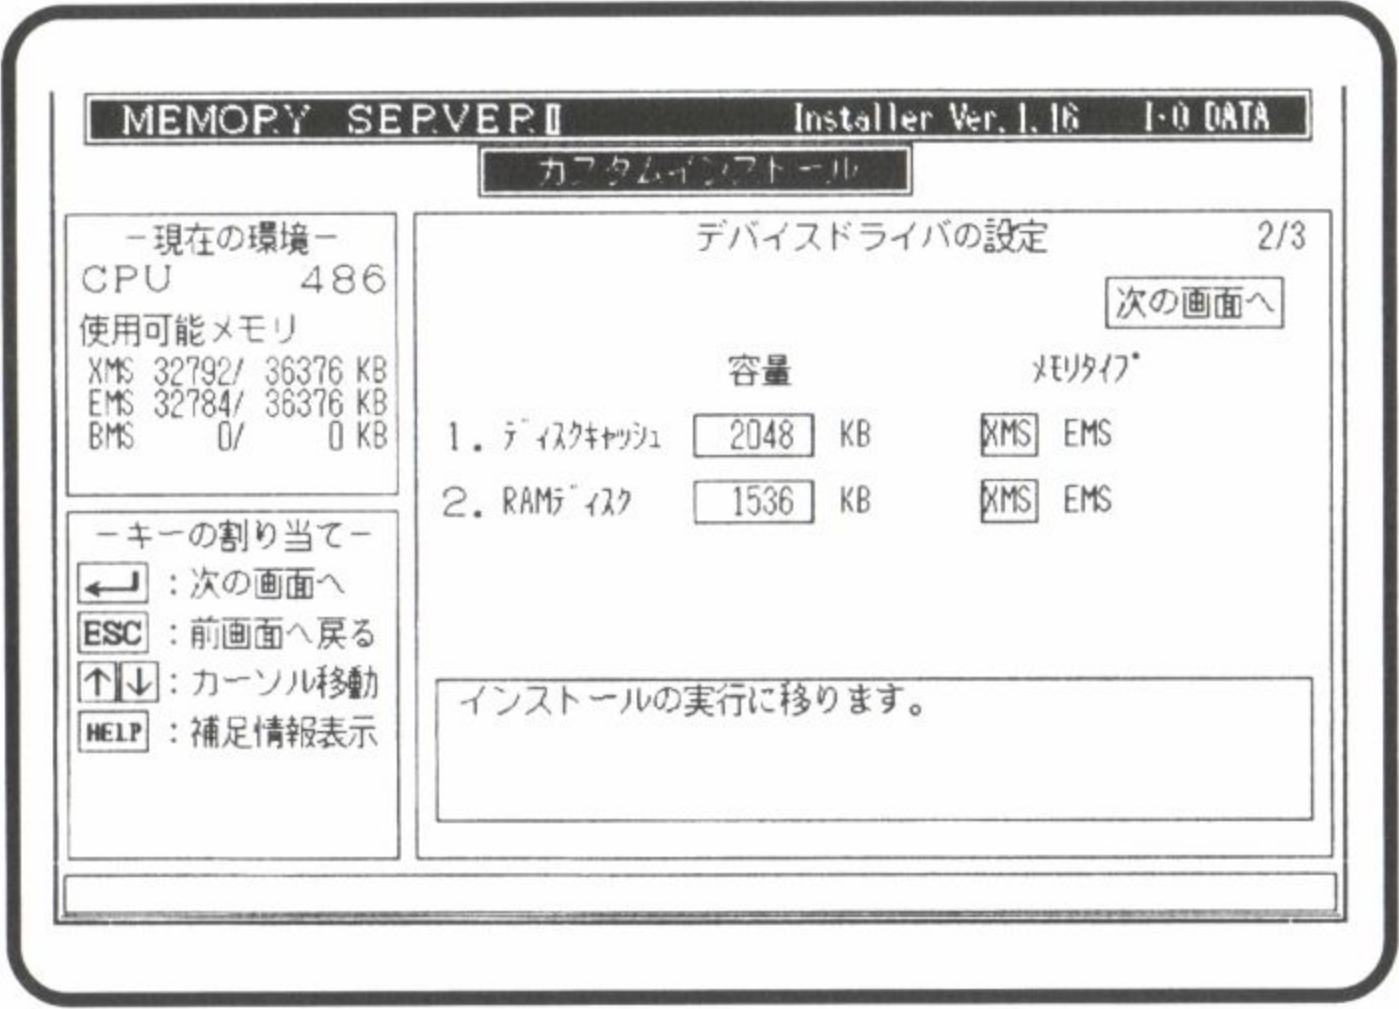 MEMORY SERVERⅡ Installer Ver.1.16 I・O DATA
カスタムインストール
－現在の環境－
CPU 486
使用可能メモリ
XMS 32792/ 36376 KB
EMS 32784/ 36376 KB
BMS 0/ 0 KB
－キーの割り当て－
：次の画面へ
ESC ：前画面へ戻る
↑↓：カーソル移動
HELP ：補足情報表示
デバイスドライバの設定 2/3
次の画面へ
容量 ﾒﾓﾘﾀｲﾌﾟ
1. ﾃﾞｨｽｸｷｬｯｼｭ 2048 KB XMS EMS
2. RAMﾃﾞｨｽｸ 1536 KB XMS EMS
インストールの実行に移ります。